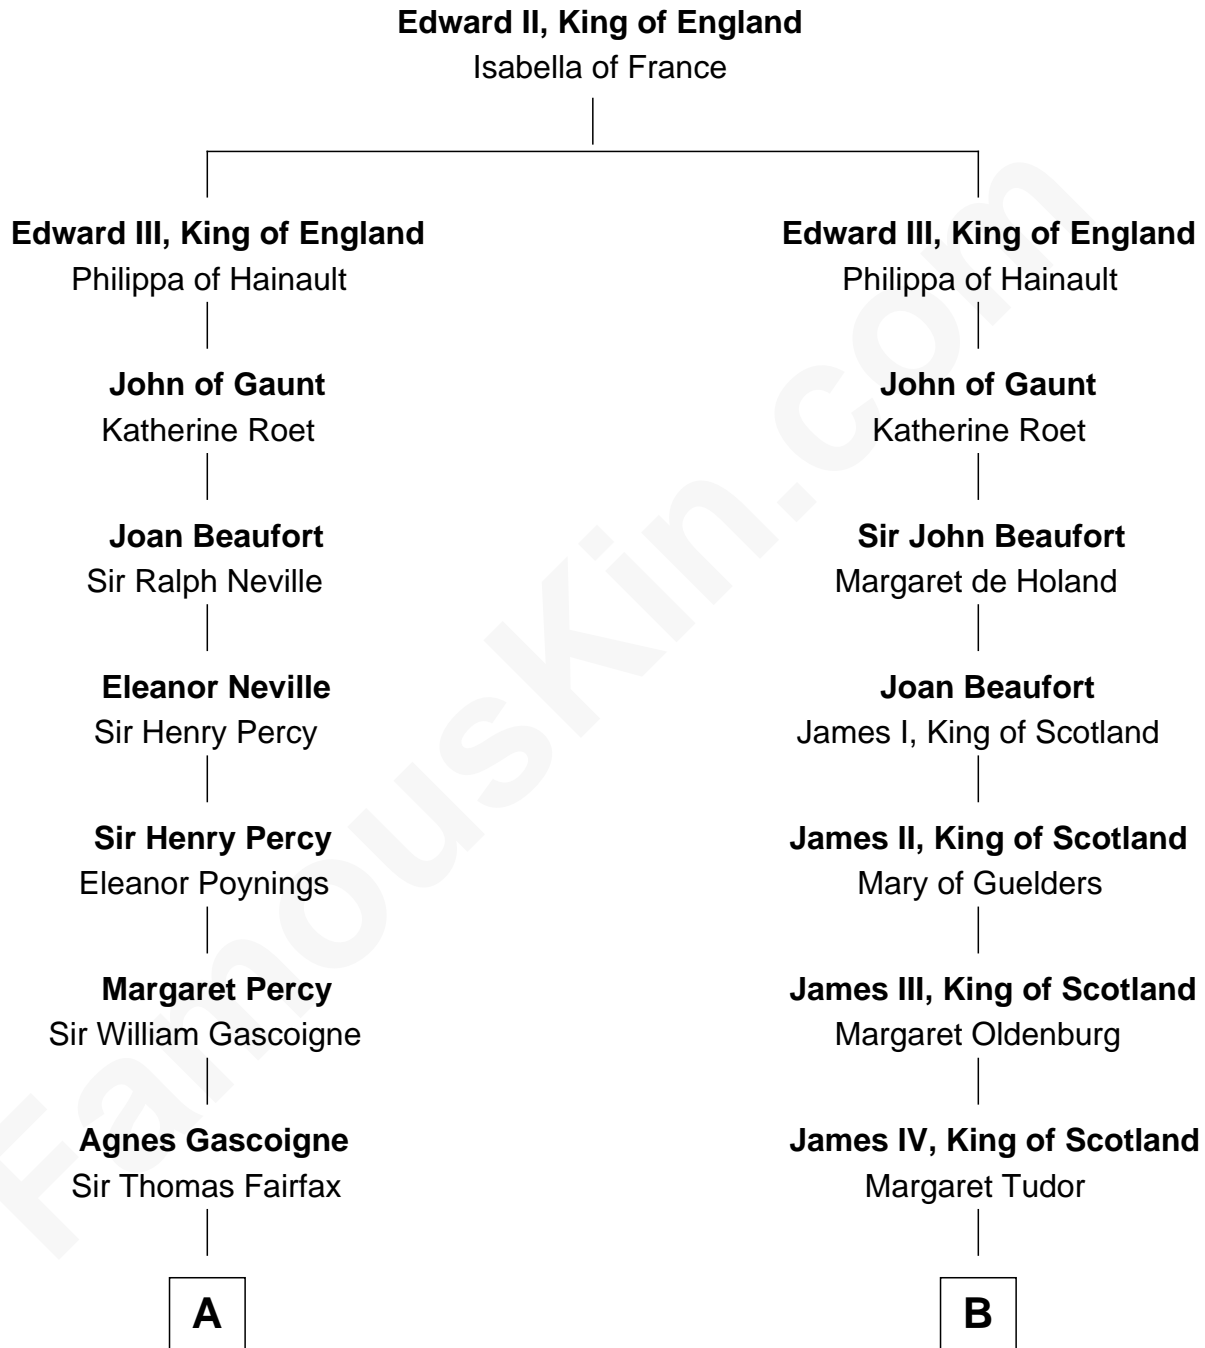 Edward II, King of England
Isabella of France
Edward III, King of England
Philippa of Hainault
Edward III, King of England
Philippa of Hainault
John of Gaunt
Katherine Roet
John of Gaunt
Katherine Roet
Joan Beaufort
Sir Ralph Neville
Sir John Beaufort
Margaret de Holand
Eleanor Neville
Sir Henry Percy
Joan Beaufort
James I, King of Scotland
Sir Henry Percy
Eleanor Poynings
James II, King of Scotland
Mary of Guelders
Margaret Percy
Sir William Gascoigne
James III, King of Scotland
Margaret Oldenburg
Agnes Gascoigne
Sir Thomas Fairfax
James IV, King of Scotland
Margaret Tudor
A
B
FamousKin.com